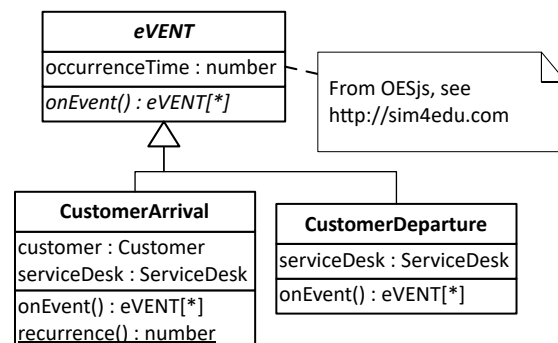 eVENT
occurrenceTime : number
onEvent() : eVENT[*]
From OESjs, see
http://sim4edu.com
CustomerArrival
customer : Customer
serviceDesk : ServiceDesk
onEvent() : eVENT[*]
recurrence() : number
CustomerDeparture
serviceDesk : ServiceDesk
onEvent() : eVENT[*]